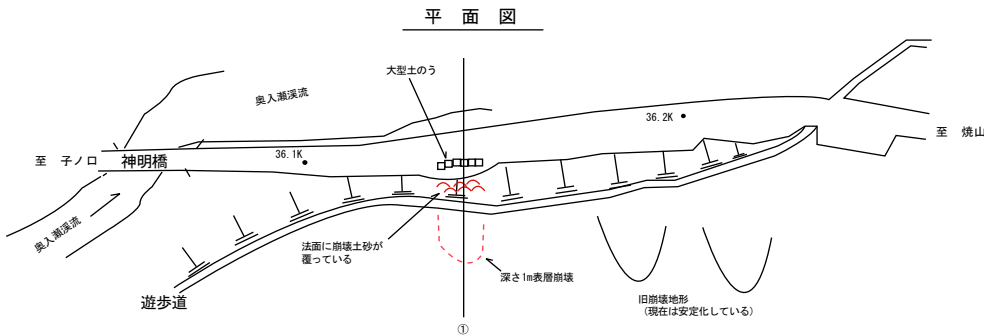 平面図
大型土のう
奥入瀬渓流
36.2K
至 焼山
至 子ノ口
神明橋
36.1K
奥入瀬渓流
法面に崩壊土砂が
覆っている
深さ1m表層崩壊
遊歩道
旧崩壊地形
(現在は安定化している)
①